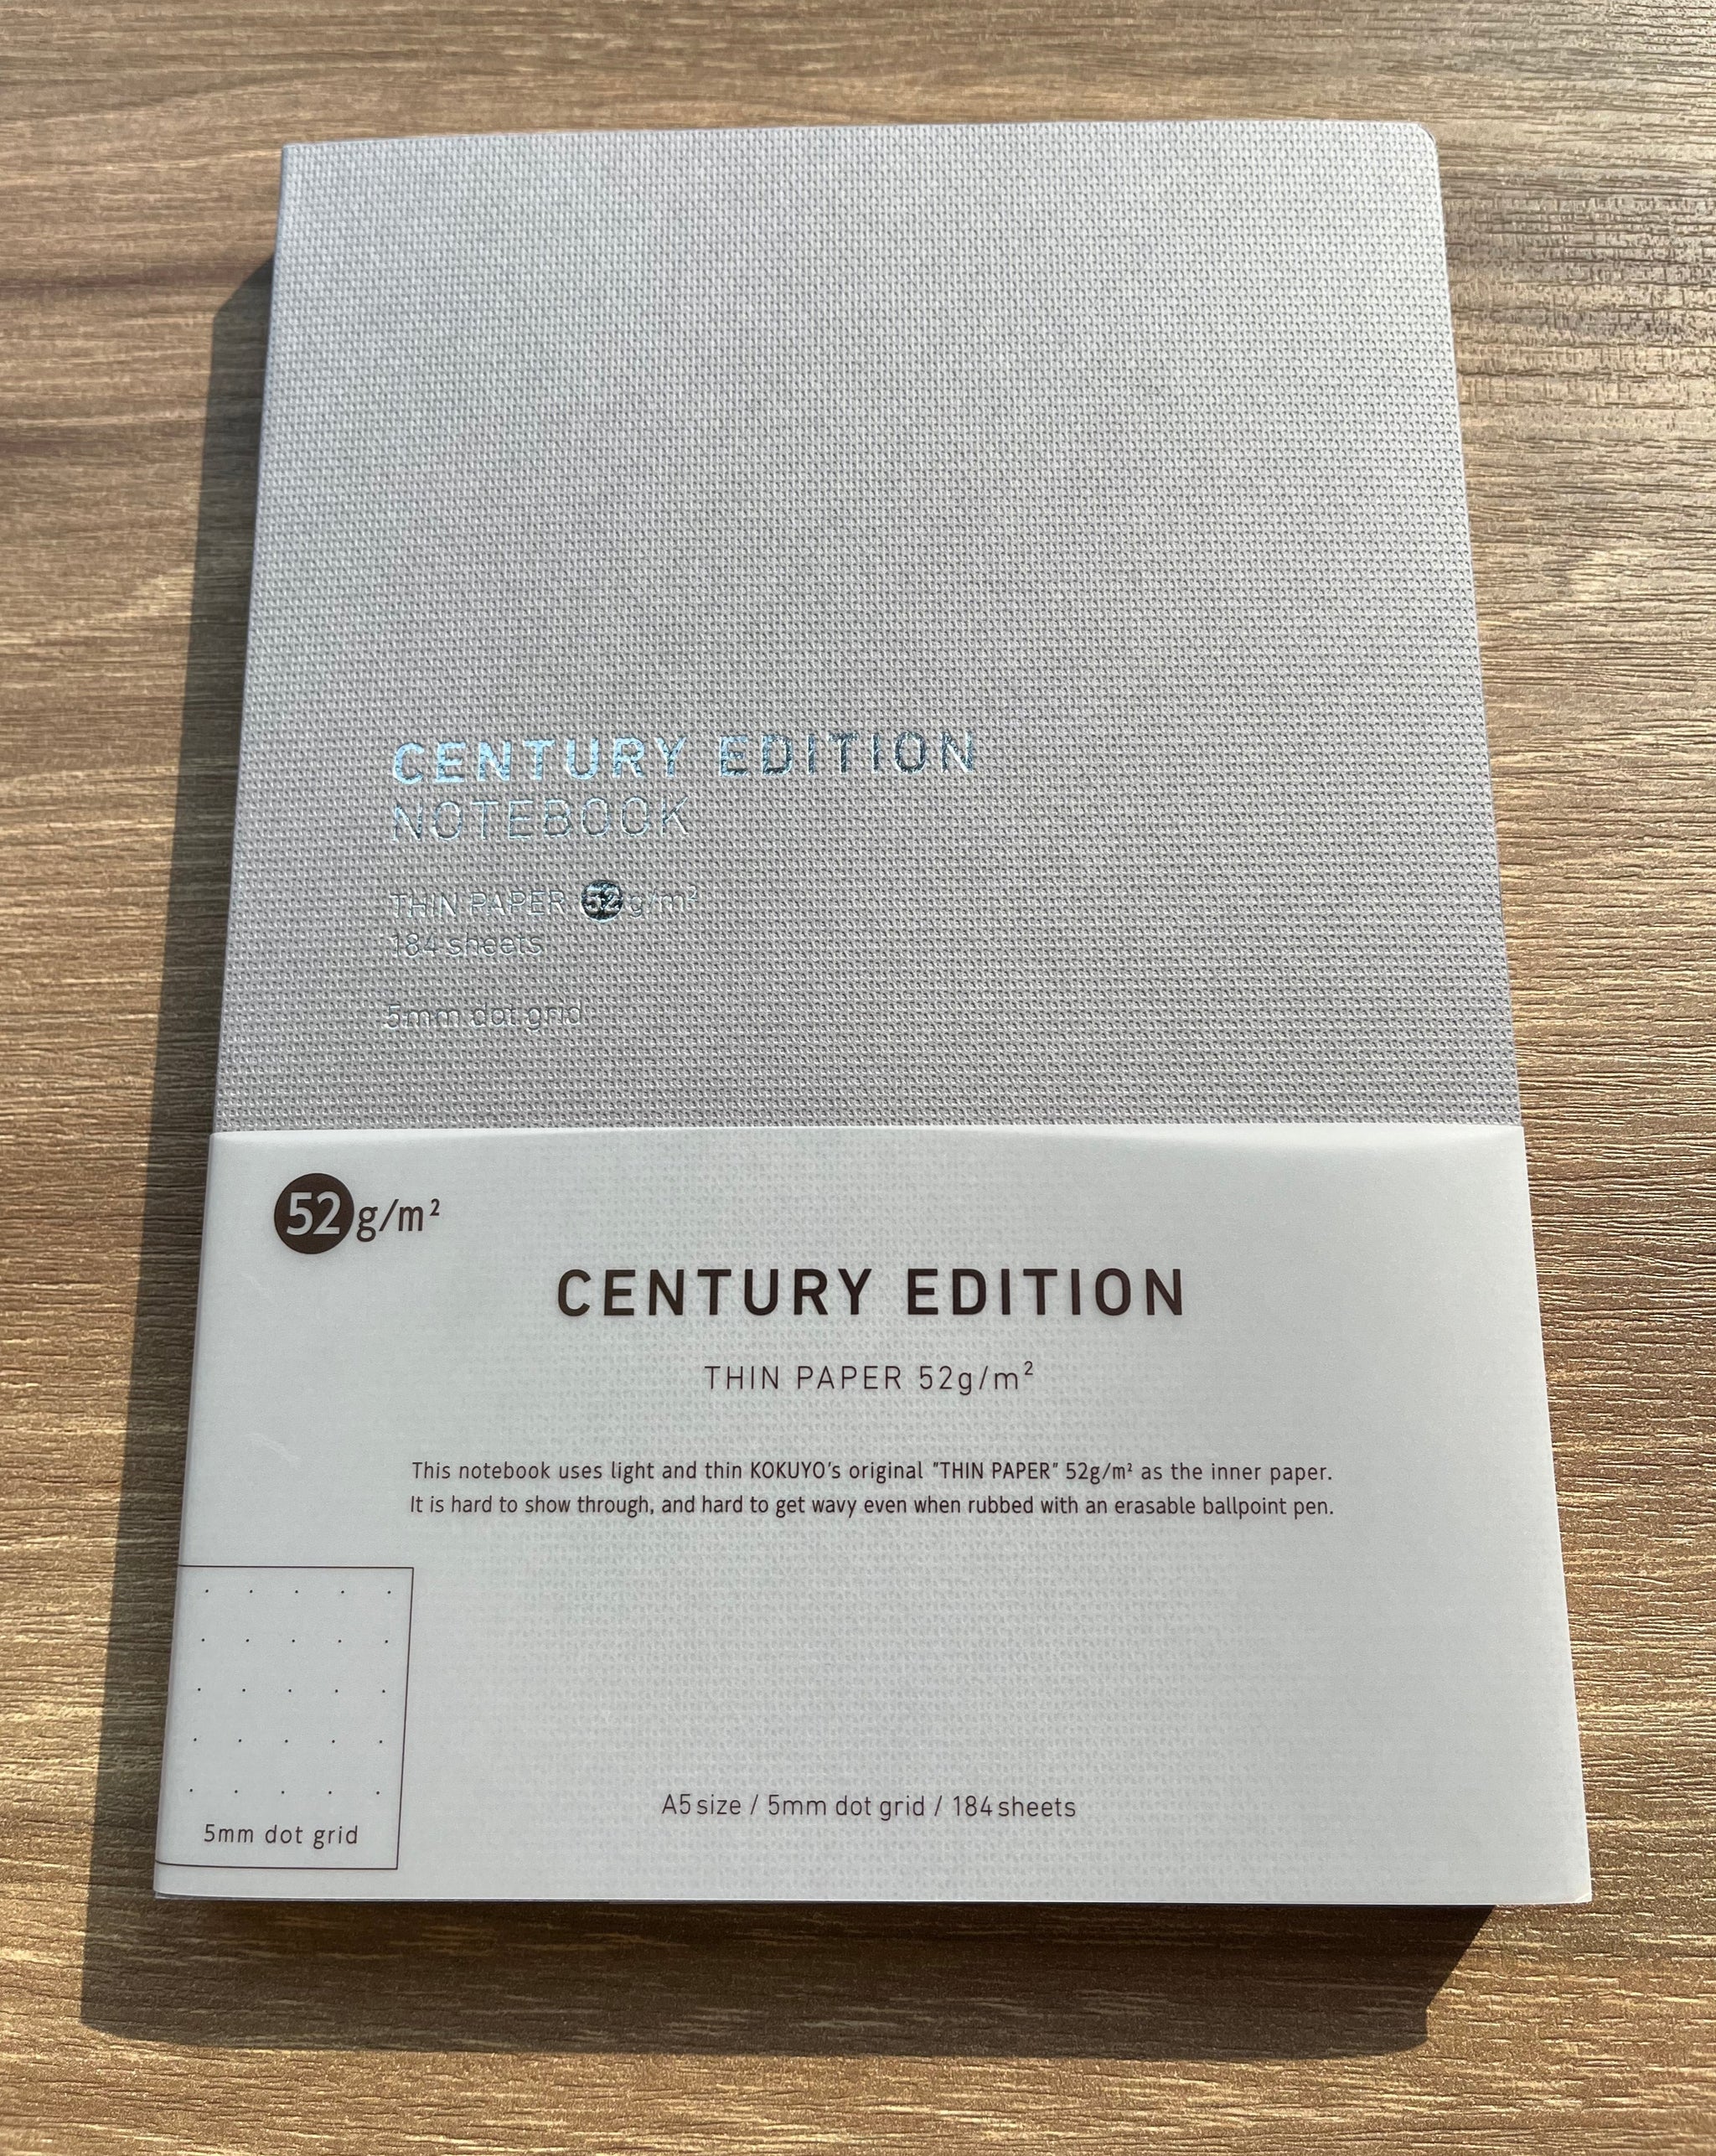 CENTURY EDITION
NOTEBOOK
THIN PAPER 52g/m²
184 sheets
5mm dot grid
52g/m²
CENTURY EDITION
THIN PAPER 52g/m²
This notebook uses light and thin KOKUYO's original "THIN PAPER" 52g/m² as the inner paper.
It is hard to show through, and hard to get wavy even when rubbed with an erasable ballpoint pen.
5mm dot grid
A5 size / 5mm dot grid / 184 sheets